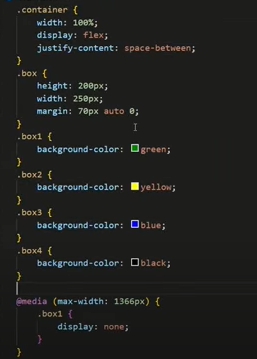 .container {
    width: 100%;
    display: flex;
    justify-content: space-between;
}
.box {
    height: 200px;
    width: 250px;
    margin: 70px auto 0;
}
.box1 {
    background-color: green;
}
.box2 {
    background-color: yellow;
}
.box3 {
    background-color: blue;
}
.box4 {
    background-color: black;
}
@media (max-width: 1366px) {
    .box1 {
        display: none;
    }
}